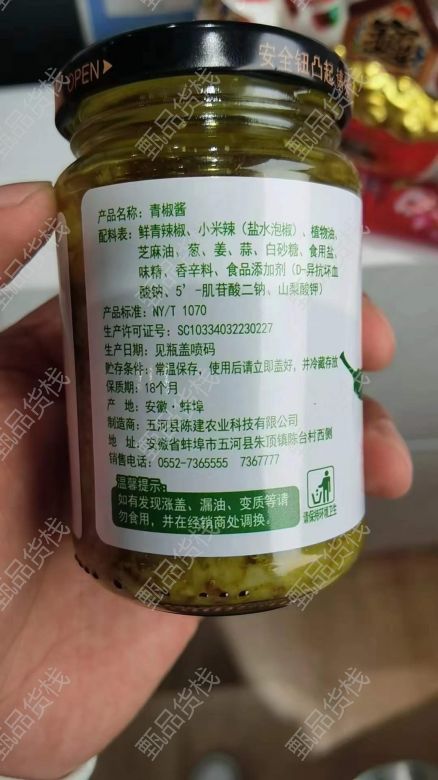 OPEN
安全钮凸起
产品名称：青椒酱
配料表：鲜青辣椒、小米辣（盐水泡椒）、植物油、
芝麻油、葱、姜、蒜、白砂糖、食用盐、
味精、香辛料、食品添加剂（D-异抗坏血
酸钠、5’-肌苷酸二钠、山梨酸钾）
产品标准：NY/T 1070
生产许可证号：SC10334032230227
生产日期：见瓶盖喷码
贮存条件：常温保存，使用后请立即盖好，并冷藏存放
保质期：18个月
产 地：安徽·蚌埠
制造商：五河县陈建农业科技有限公司
地 址：安徽省蚌埠市五河县朱顶镇陈台村西侧
销售电话：0552-7365555 7367777
温馨提示：
如有发现涨盖、漏油、变质等请
勿食用，并在经销商处调换。
请保持环境卫生
甄品货栈